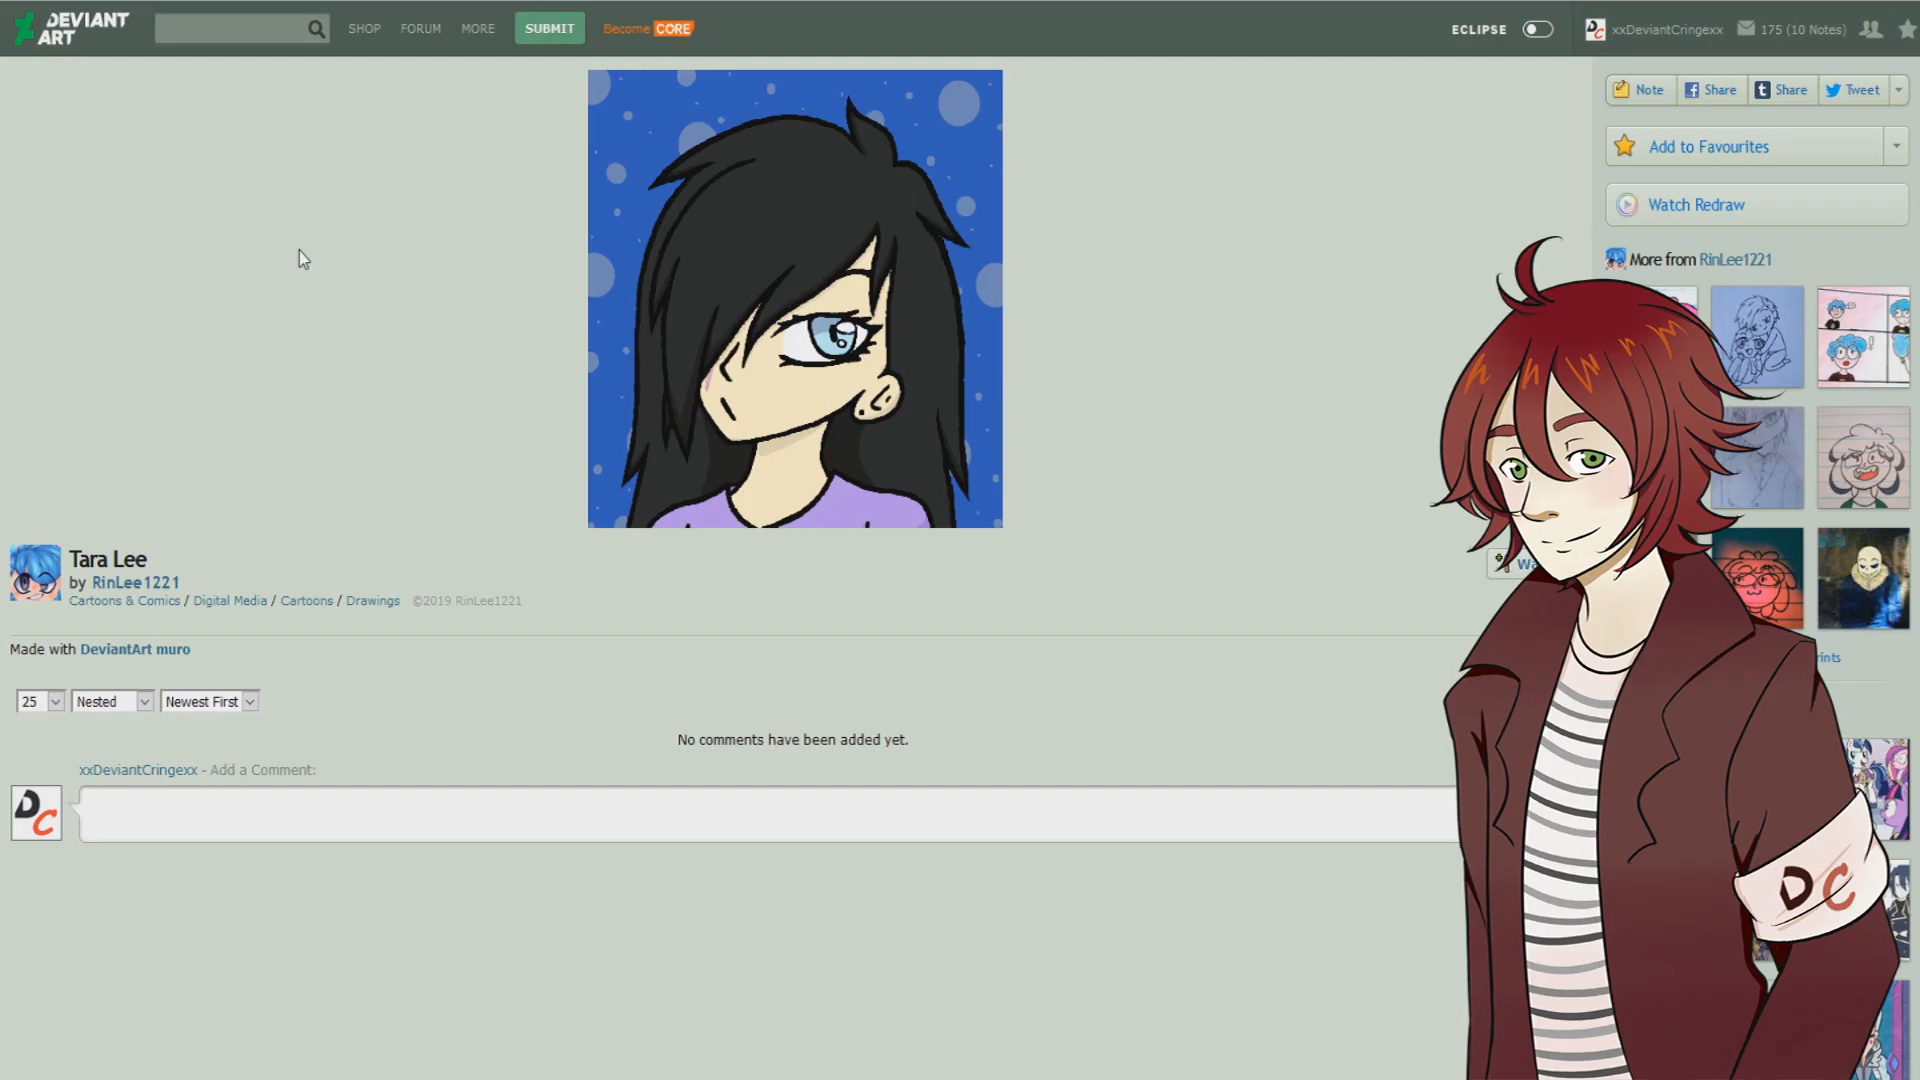 DEVIANT ART
SHOP FORUM MORE SUBMIT Become CORE
ECLIPSE xxDeviantCringexx 175 (10 Notes)
Note Share Share Tweet
Add to Favourites
Watch Redraw
More from RinLee1221
Tara Lee
by RinLee1221
Cartoons & Comics / Digital Media / Cartoons / Drawings ©2019 RinLee1221
Made with DeviantArt muro
25 Nested Newest First
No comments have been added yet.
xxDeviantCringexx - Add a Comment:
DC
DC